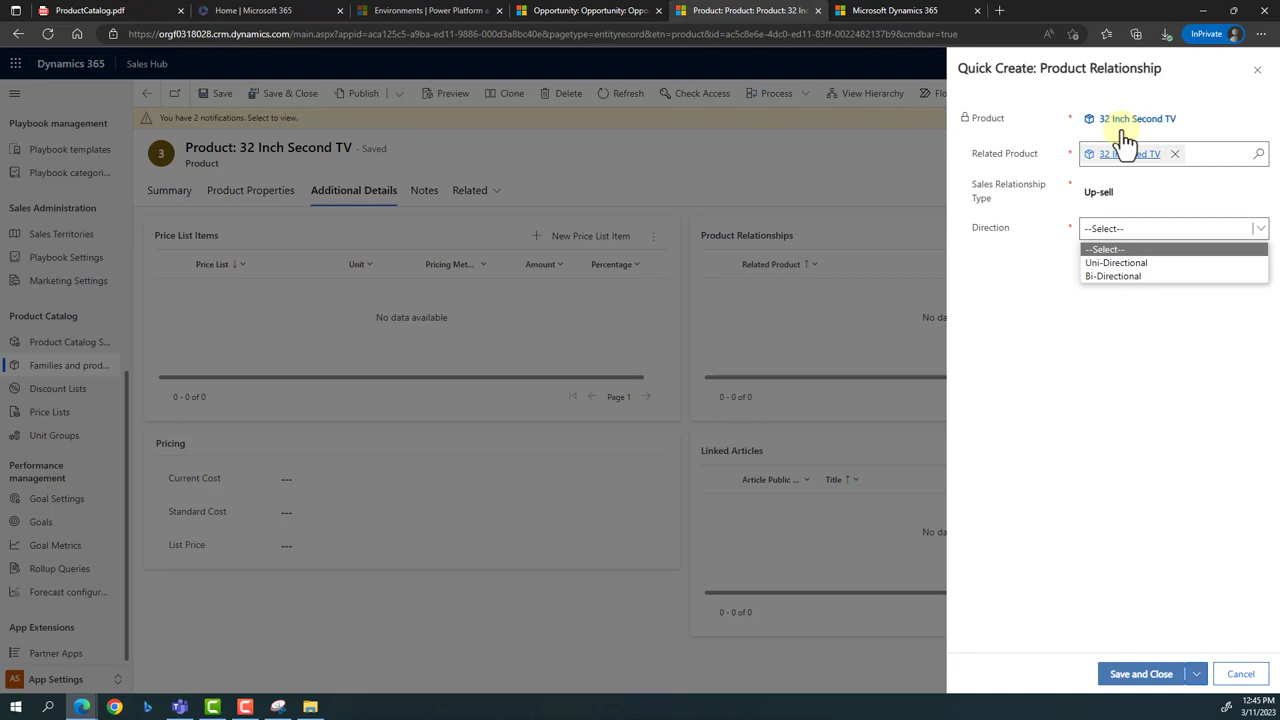 ProductCatalog.pdf
Home | Microsoft 365
Environments | Power Platform a
Opportunity: Opportunity: Oppo
Product: Product: Product: 32 In
Microsoft Dynamics 365
https://orgf0318028.crm.dynamics.com/main.aspx?appid=aca125c5-a1bd-ed11-9886-000d3a8bc40e&pagetype=entityrecord&etn=product&id=a6508c6e-4dc0-ed11-83ff-0022482137b9&cmdbar=true
InPrivate
Dynamics 365
Sales Hub
Save
Save & Close
Publish
Preview
Clone
Delete
Refresh
Check Access
Process
View Hierarchy
Flo
You have 2 notifications. Select to view.
3
Product: 32 Inch Second TV - Saved
Product
Summary
Product Properties
Additional Details
Notes
Related
Playbook management
Playbook templates
Playbook categori...
Sales Administration
Sales Territories
Playbook Settings
Marketing Settings
Product Catalog
Product Catalog S...
Families and prod...
Discount Lists
Price Lists
Unit Groups
Performance
management
Goal Settings
Goals
Goal Metrics
Rollup Queries
Forecast configur...
App Extensions
Partner Apps
AS
App Settings
Price List Items
New Price List Item
Price List
Unit
Pricing Met...
Amount
Percentage
No data available
0 - 0 of 0
Page 1
Pricing
Current Cost
---
Standard Cost
---
List Price
---
Product Relationships
Related Product
No da
0 - 0 of 0
Linked Articles
Article Public ...
Title
No da
0 - 0 of 0
Quick Create: Product Relationship
Product
*
32 Inch Second TV
Related Product
*
TV
Sales Relationship
Type
*
Up-sell
Direction
*
--Select--
--Select--
Uni-Directional
Bi-Directional
Save and Close
Cancel
12:45 PM
3/11/2023